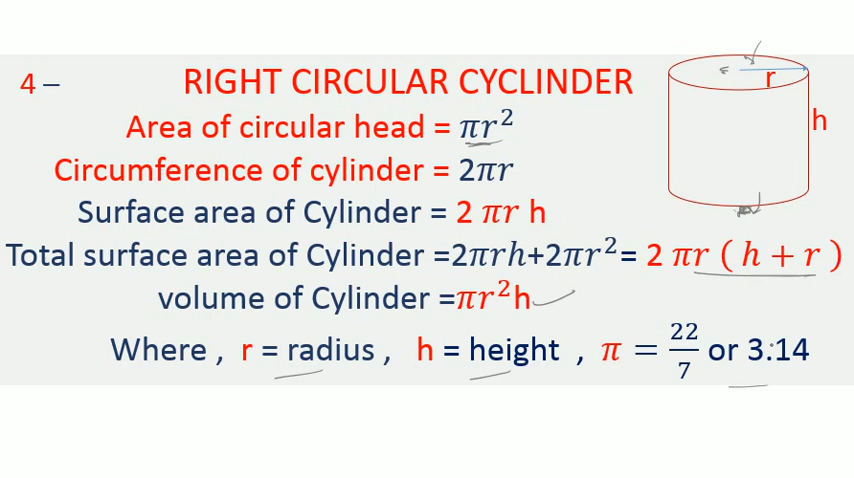 4 – RIGHT CIRCULAR CYCLINDER
r
Area of circular head = πr²
h
Circumference of cylinder = 2πr
Surface area of Cylinder = 2 πr h
Total surface area of Cylinder =2πrh+2πr²= 2 πr ( h + r )
volume of Cylinder =πr²h
Where , r = radius , h = height , π = 22/7 or 3.14